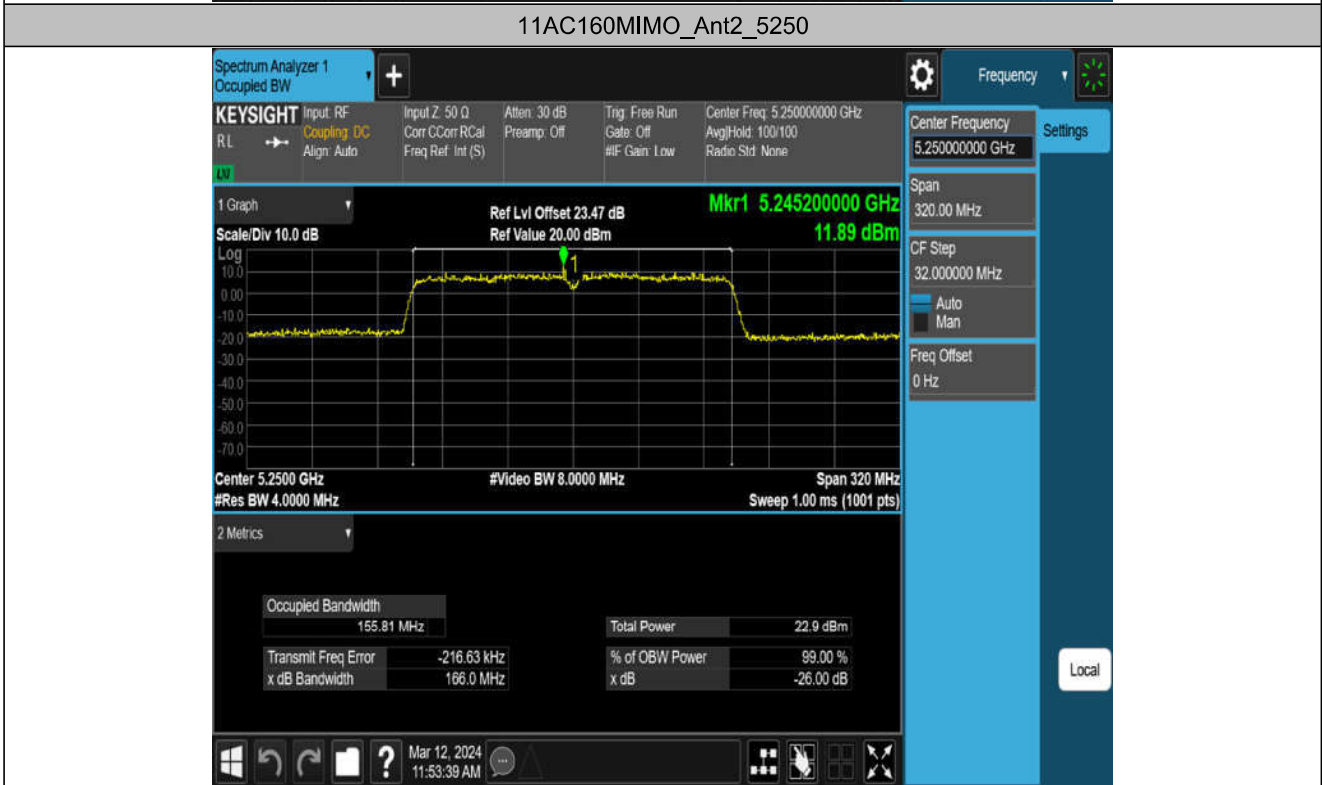 11AC160MIMO_Ant2_5250
Spectrum Analyzer 1
Occupied BW
+
Frequency
KEYSIGHT
RL
LXI
Input: RF
Coupling: DC
Align: Auto
Input Z: 50 Ω
Corr CCorr RCal
Freq Ref: Int (S)
Atten: 30 dB
Preamp: Off
Trig: Free Run
Gate: Off
#IF Gain: Low
Center Freq: 5.250000000 GHz
Avg|Hold: 100/100
Radio Std: None
Center Frequency
5.250000000 GHz
Settings
Span
320.00 MHz
CF Step
32.000000 MHz
Auto
Man
Freq Offset
0 Hz
1 Graph
Scale/Div 10.0 dB
Ref Lvl Offset 23.47 dB
Ref Value 20.00 dBm
Mkr1 5.245200000 GHz
11.89 dBm
Log
10.0
0.00
-10.0
-20.0
-30.0
-40.0
-50.0
-60.0
-70.0
1
Center 5.2500 GHz
#Video BW 8.0000 MHz
Span 320 MHz
#Res BW 4.0000 MHz
Sweep 1.00 ms (1001 pts)
2 Metrics
Occupied Bandwidth
155.81 MHz
Total Power 22.9 dBm
Transmit Freq Error -216.63 kHz
% of OBW Power 99.00 %
x dB Bandwidth 166.0 MHz
x dB -26.00 dB
Local
?
Mar 12, 2024
11:53:39 AM